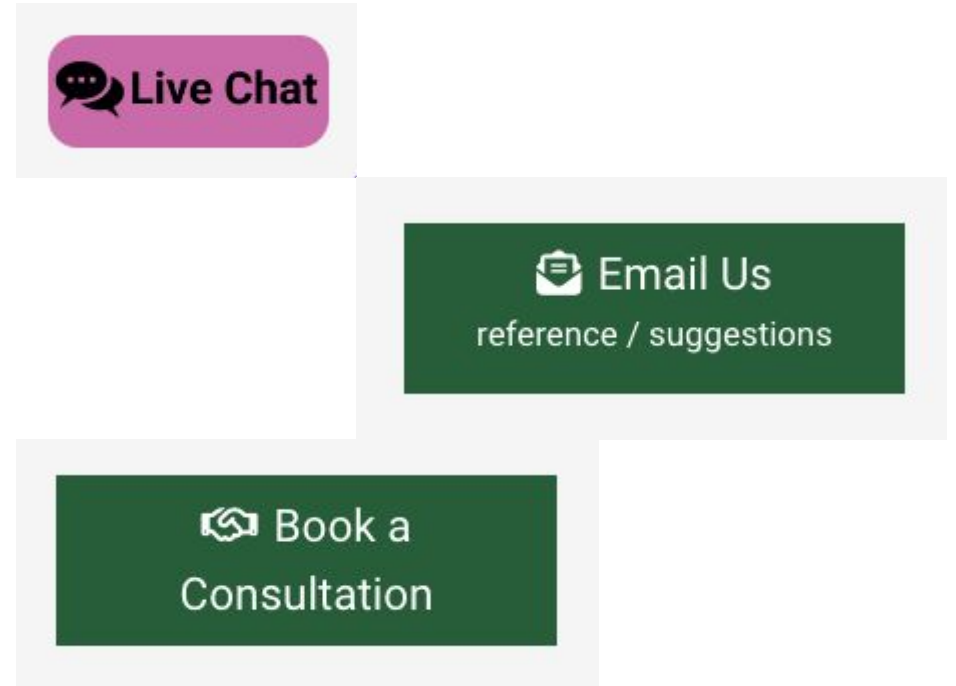 Live Chat
Email Us
reference / suggestions
Book a
Consultation